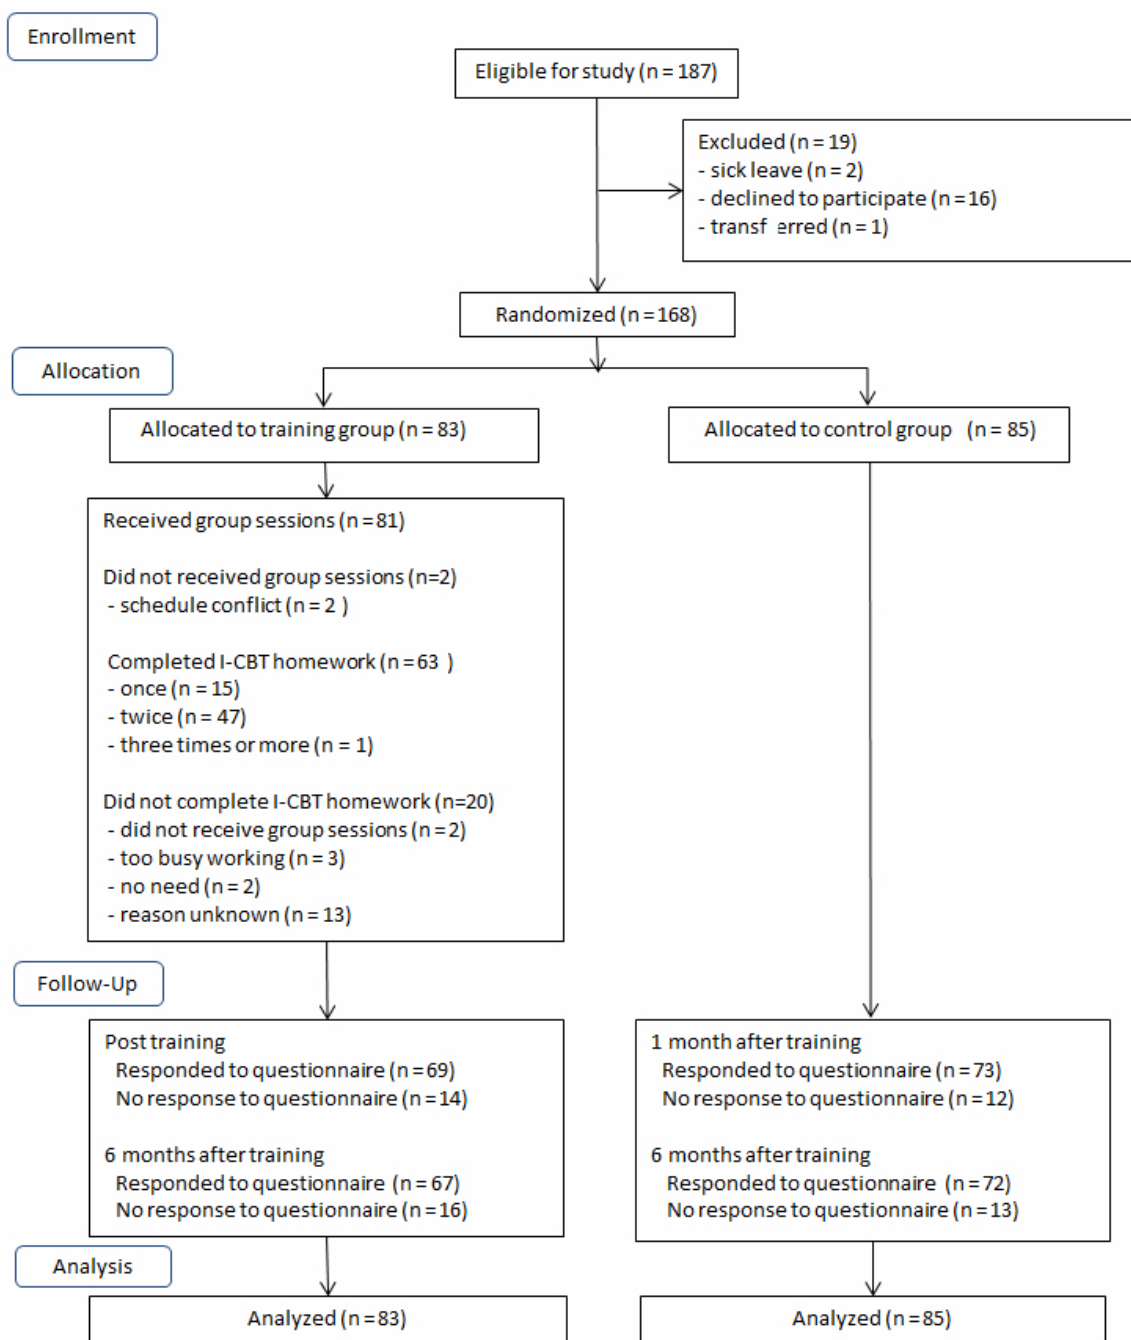 Enrollment
Eligible for study (n = 187)
Excluded (n = 19)
- sick leave (n = 2)
- declined to participate (n = 16)
- transf erred (n = 1)
Randomized (n = 168)
Allocation
Allocated to training group (n = 83)
Allocated to control group (n = 85)
Received group sessions (n = 81)
Did not received group sessions (n=2)
- schedule conflict (n = 2 )
Completed I-CBT homework (n = 63 )
- once (n = 15)
- twice (n = 47)
- three times or more (n = 1)
Did not complete I-CBT homework (n=20)
- did not receive group sessions (n = 2)
- too busy working (n = 3)
- no need (n = 2)
- reason unknown (n = 13)
Follow-Up
Post training
Responded to questionnaire (n = 69)
No response to questionnaire (n = 14)
6 months after training
Responded to questionnaire (n = 67)
No response to questionnaire (n = 16)
1 month after training
Responded to questionnaire (n = 73)
No response to questionnaire (n = 12)
6 months after training
Responded to questionnaire (n = 72)
No response to questionnaire (n = 13)
Analysis
Analyzed (n = 83)
Analyzed (n = 85)